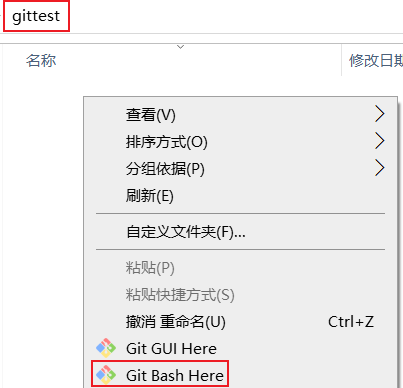 gittest
名称 修改日期
查看(V)
排序方式(O)
分组依据(P)
刷新(E)
自定义文件夹(F)...
粘贴(P)
粘贴快捷方式(S)
撤消 重命名(U) Ctrl+Z
Git GUI Here
Git Bash Here